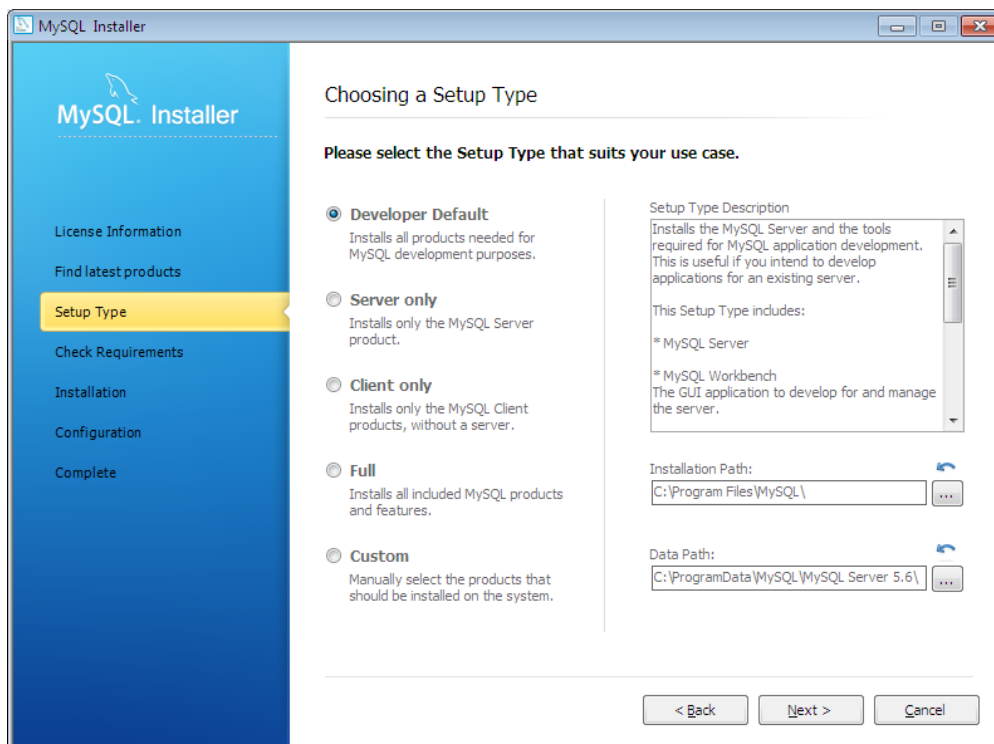 MySQL Installer
MySQL. Installer
License Information
Find latest products
Setup Type
Check Requirements
Installation
Configuration
Complete
Choosing a Setup Type
Please select the Setup Type that suits your use case.
Developer Default
Installs all products needed for
MySQL development purposes.
Server only
Installs only the MySQL Server
product.
Client only
Installs only the MySQL Client
products, without a server.
Full
Installs all included MySQL products
and features.
Custom
Manually select the products that
should be installed on the system.
Setup Type Description
Installs the MySQL Server and the tools
required for MySQL application development.
This is useful if you intend to develop
applications for an existing server.
This Setup Type includes:
* MySQL Server
* MySQL Workbench
The GUI application to develop for and manage
the server.
Installation Path:
C:\Program Files\MySQL\
...
Data Path:
C:\ProgramData\MySQL\MySQL Server 5.6\
...
< Back
Next >
Cancel